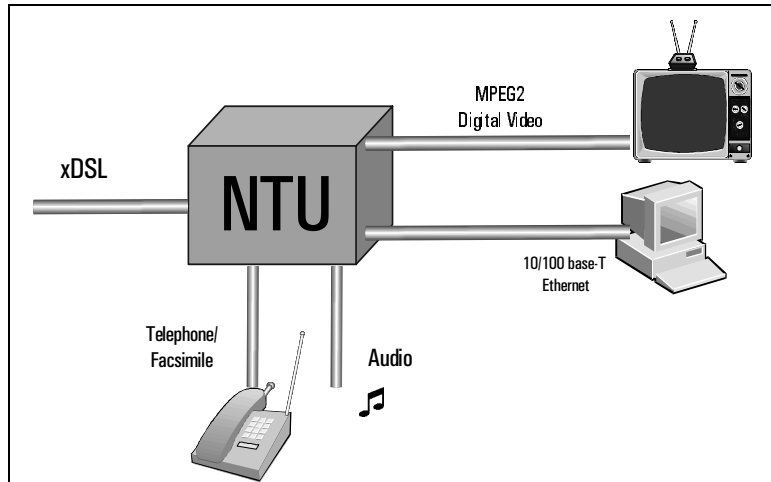 MPEG2
Digital Video
xDSL
NTU
10/100 base-T
Ethernet
Telephone/
Facsimile
Audio